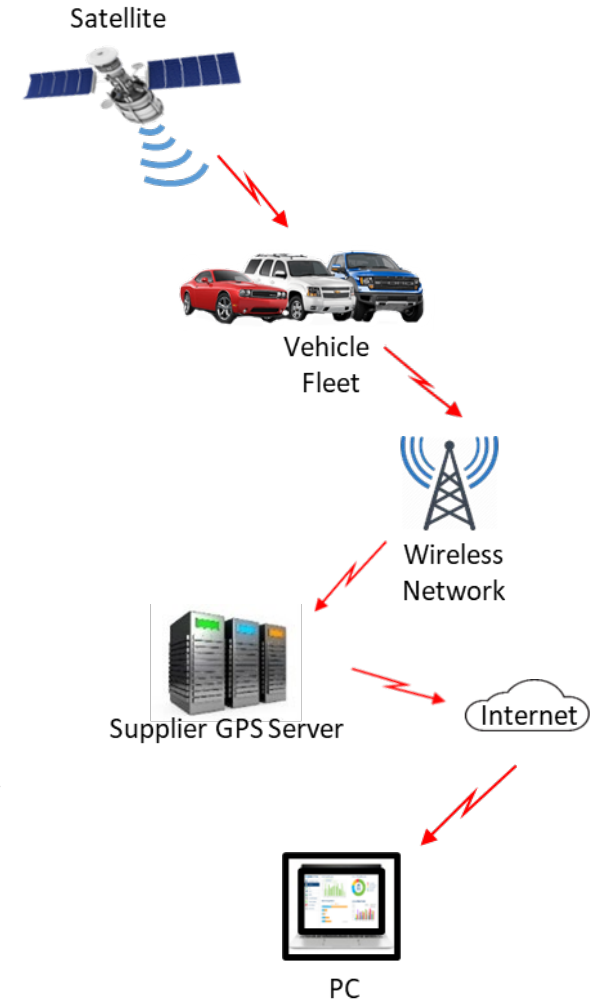 Satellite
Vehicle
Fleet
Wireless
Network
Supplier GPS Server
Internet
PC